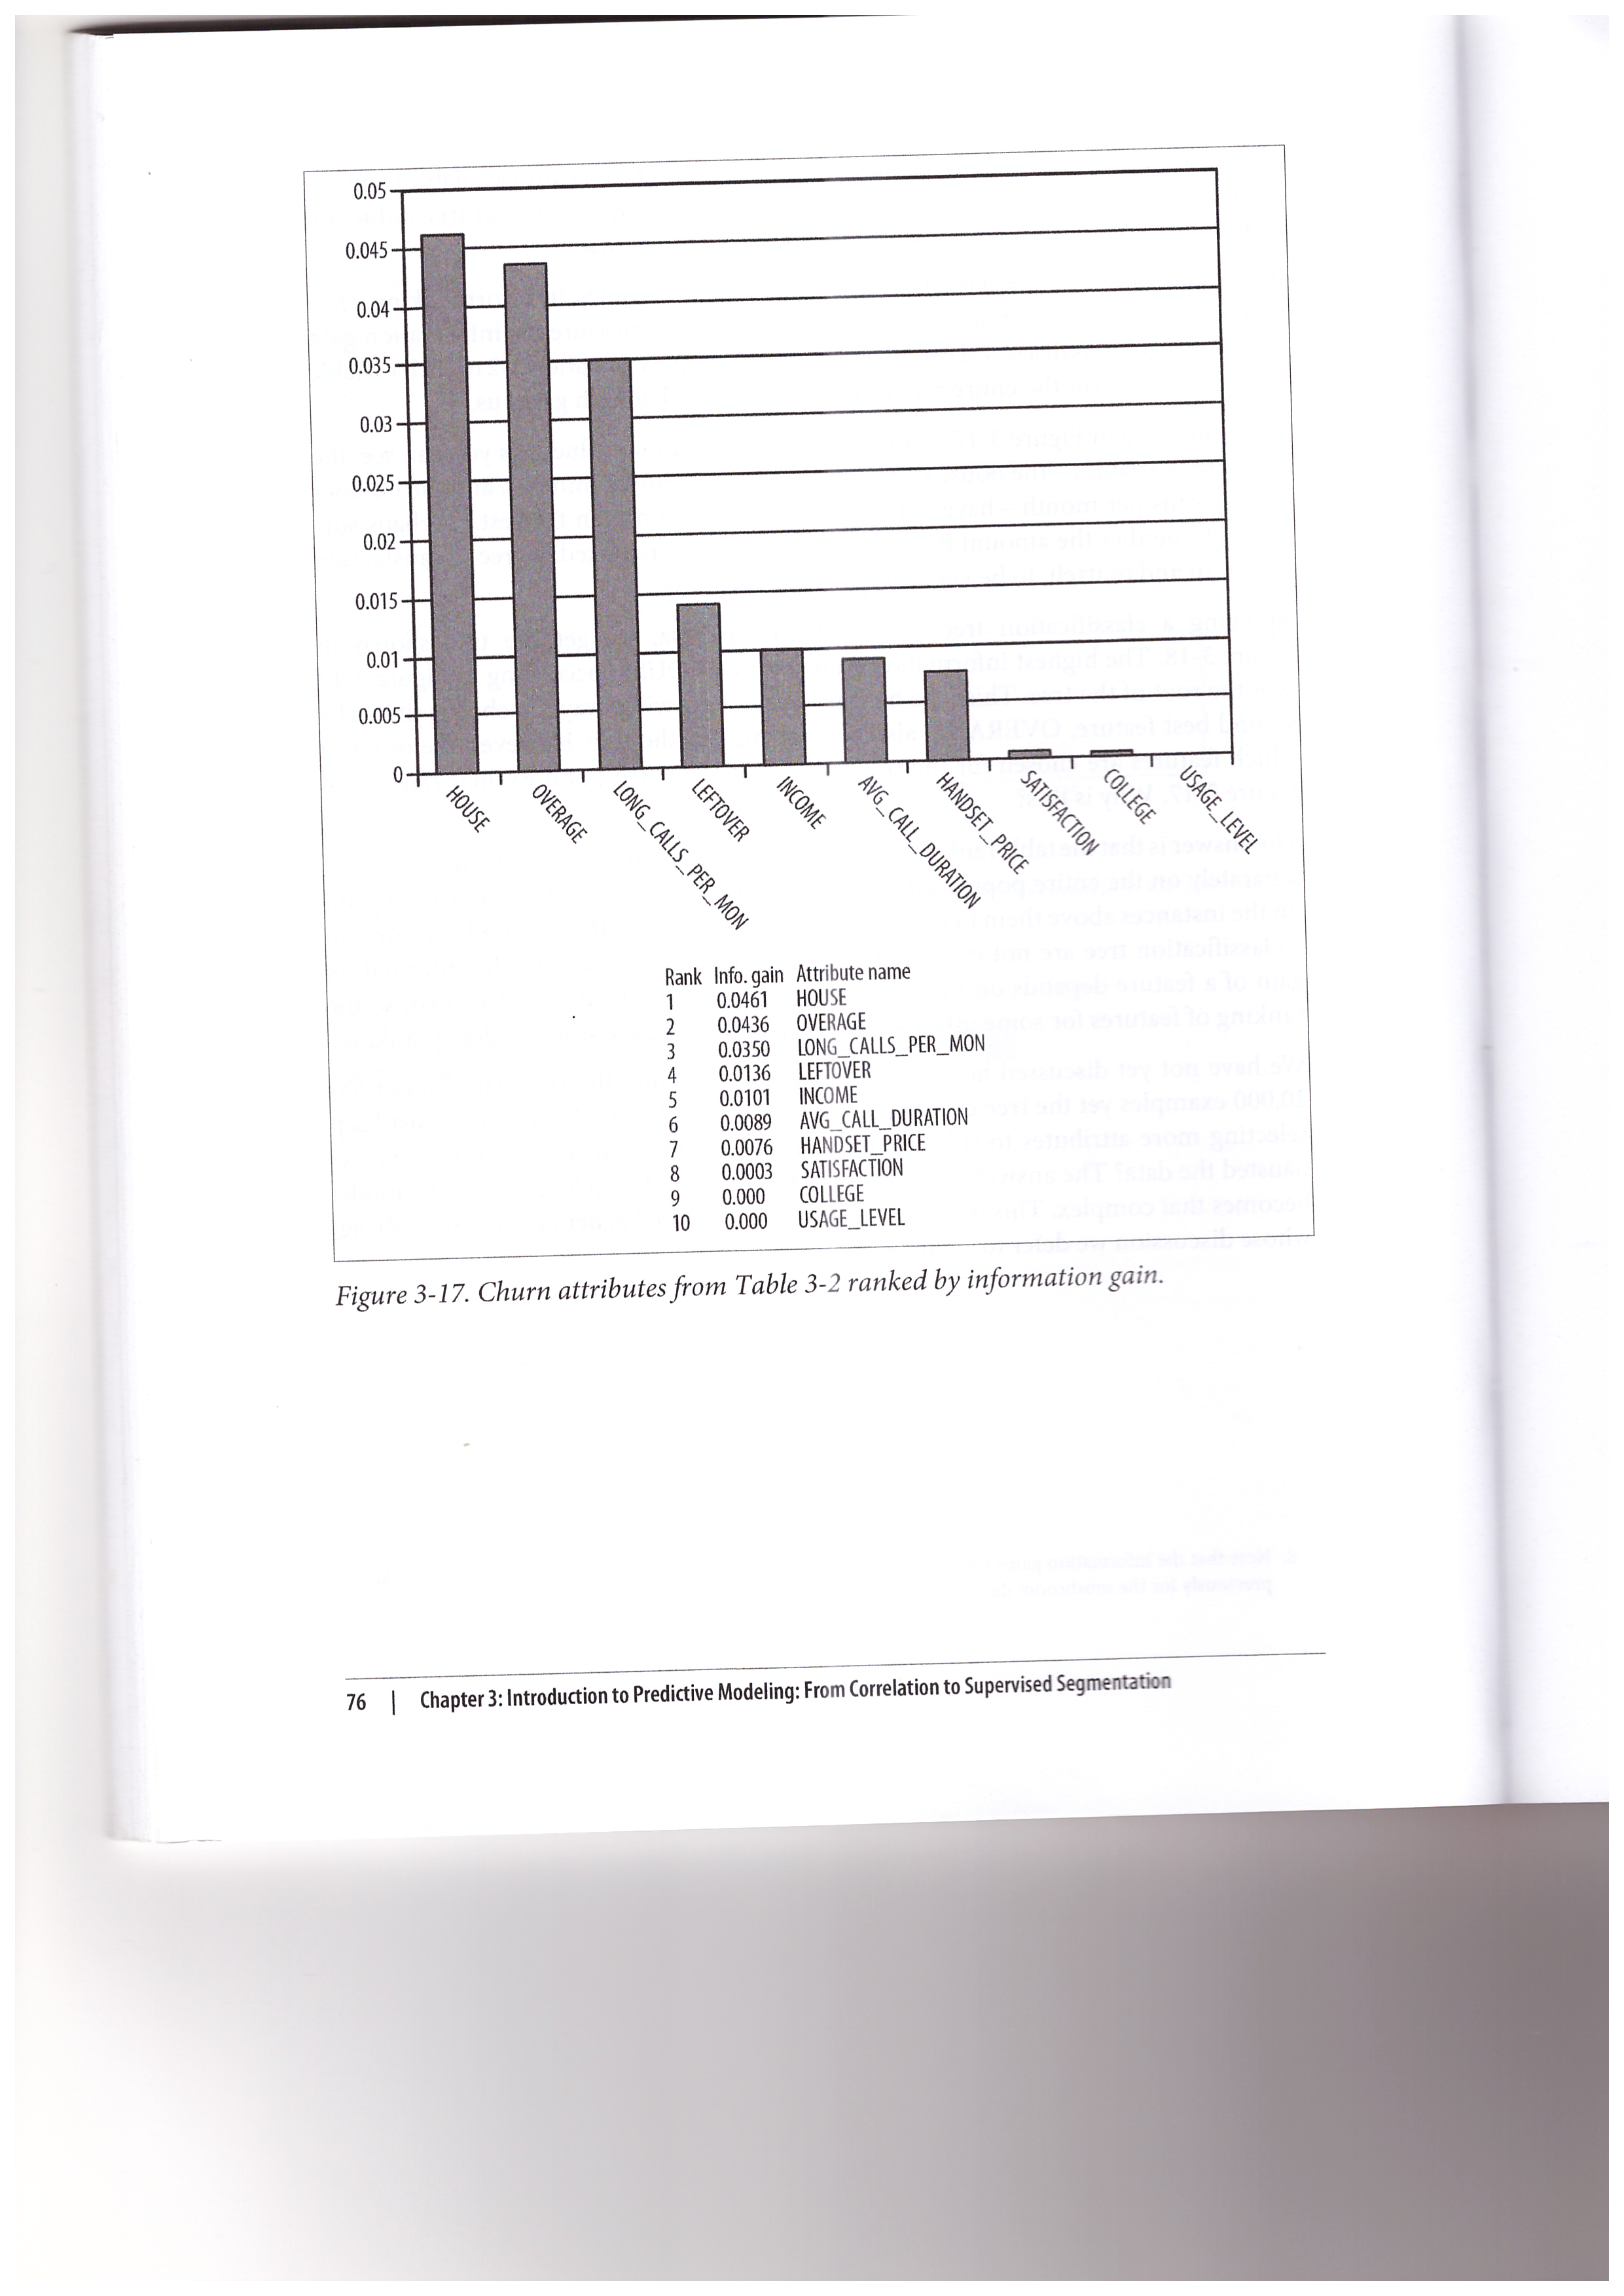 0.05
0.045
0.04
0.035
0.03
0.025
0.02
0.015
0.01
0.005
0
HOUSE
OVERAGE
LONG_CALLS_PER_MON
LEFTOVER
INCOME
AVG_CALL_DURATION
HANDSET_PRICE
SATISFACTION
COLLEGE
USAGE_LEVEL
Rank Info. gain Attribute name
1 0.0461 HOUSE
2 0.0436 OVERAGE
3 0.0350 LONG_CALLS_PER_MON
4 0.0136 LEFTOVER
5 0.0101 INCOME
6 0.0089 AVG_CALL_DURATION
7 0.0076 HANDSET_PRICE
8 0.0003 SATISFACTION
9 0.000 COLLEGE
10 0.000 USAGE_LEVEL
Figure 3-17. Churn attributes from Table 3-2 ranked by information gain.
76 | Chapter 3: Introduction to Predictive Modeling: From Correlation to Supervised Segmentation